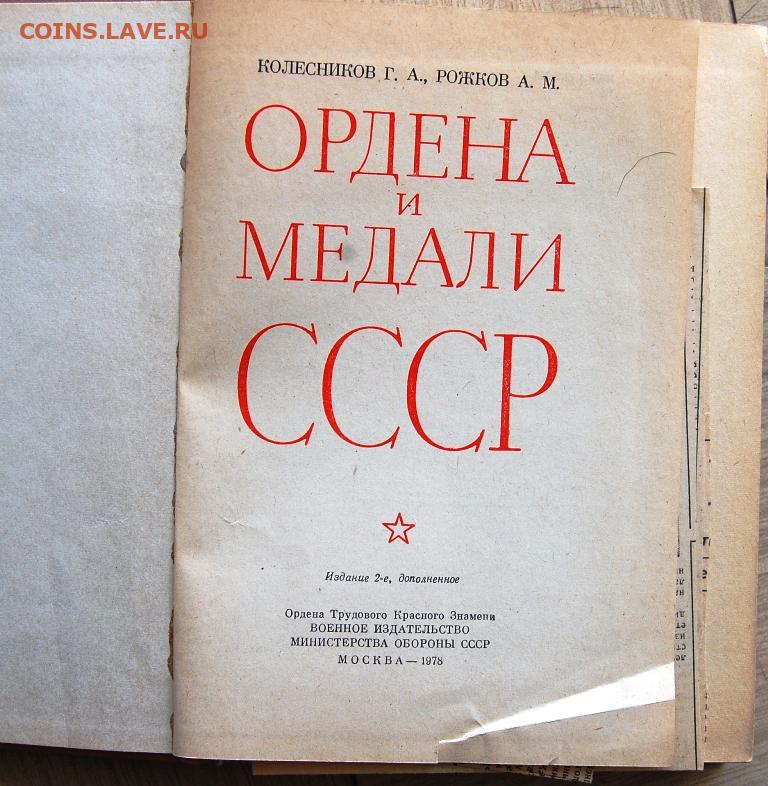 COINS.LAVE.RU
КОЛЕСНИКОВ Г. А., РОЖКОВ А. М.
ОРДЕНА
и
МЕДАЛИ
СССР
Издание 2-е, дополненное
Ордена Трудового Красного Знамени
ВОЕННОЕ ИЗДАТЕЛЬСТВО
МИНИСТЕРСТВА ОБОРОНЫ СССР
МОСКВА — 1978